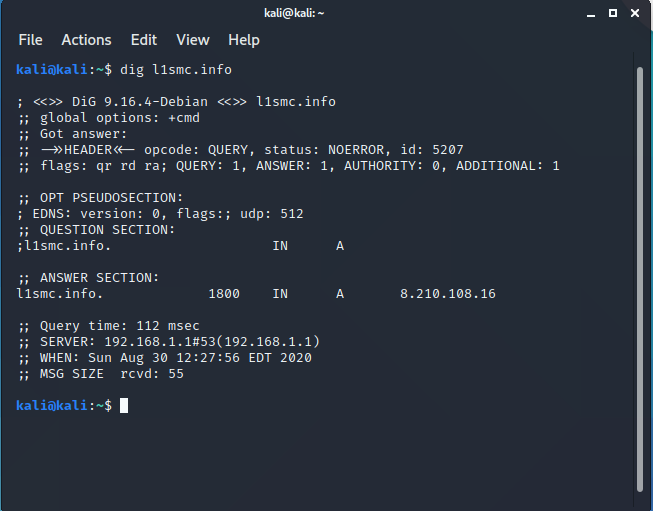 kali@kali: ~
File Actions Edit View Help
kali@kali:~$ dig l1smc.info
; <<>> DiG 9.16.4-Debian <<>> l1smc.info
;; global options: +cmd
;; Got answer:
;; ->>HEADER<<- opcode: QUERY, status: NOERROR, id: 5207
;; flags: qr rd ra; QUERY: 1, ANSWER: 1, AUTHORITY: 0, ADDITIONAL: 1
;; OPT PSEUDOSECTION:
; EDNS: version: 0, flags:; udp: 512
;; QUESTION SECTION:
;l1smc.info. IN A
;; ANSWER SECTION:
l1smc.info. 1800 IN A 8.210.108.16
;; Query time: 112 msec
;; SERVER: 192.168.1.1#53(192.168.1.1)
;; WHEN: Sun Aug 30 12:27:56 EDT 2020
;; MSG SIZE rcvd: 55
kali@kali:~$